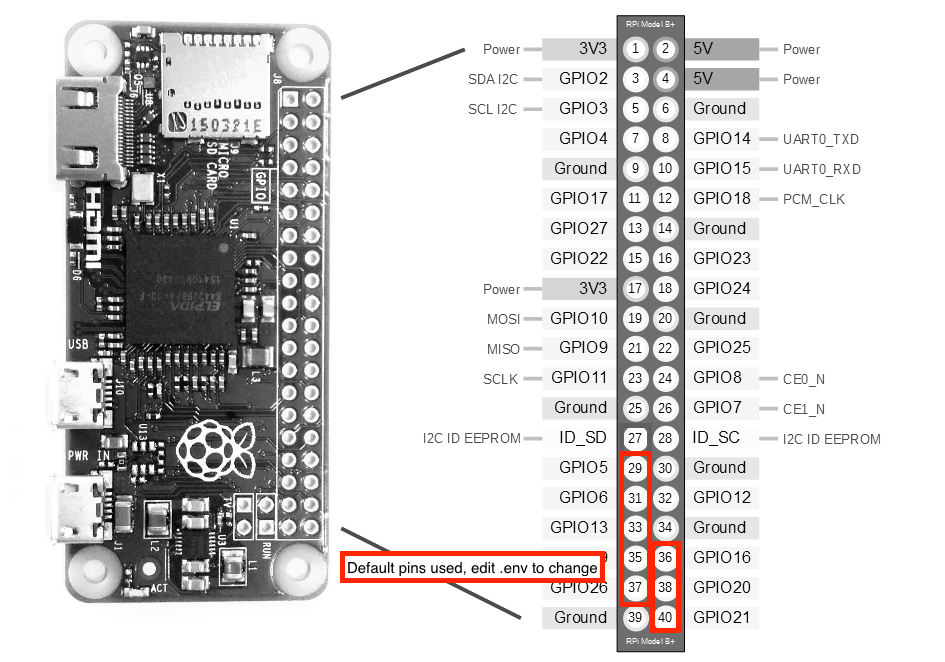 RPi Model B+
Power 3V3 1 2 5V Power
SDA I2C GPIO2 3 4 5V Power
SCL I2C GPIO3 5 6 Ground
GPIO4 7 8 GPIO14 UART0_TXD
Ground 9 10 GPIO15 UART0_RXD
GPIO17 11 12 GPIO18 PCM_CLK
GPIO27 13 14 Ground
GPIO22 15 16 GPIO23
Power 3V3 17 18 GPIO24
MOSI GPIO10 19 20 Ground
MISO GPIO9 21 22 GPIO25
SCLK GPIO11 23 24 GPIO8 CE0_N
Ground 25 26 GPIO7 CE1_N
I2C ID EEPROM ID_SD 27 28 ID_SC I2C ID EEPROM
GPIO5 29 30 Ground
GPIO6 31 32 GPIO12
GPIO13 33 34 Ground
9 35 36 GPIO16
Default pins used, edit .env to change
GPIO26 37 38 GPIO20
Ground 39 40 GPIO21
RPi Model B+
J8
150321E
J9
MICRO
SD CARD
GPIO
X1
HDMI
D6
ELPIDA
USB
J10
L3
U13
PWR IN
J1
L2
TV
U3
RUN
L1
ACT